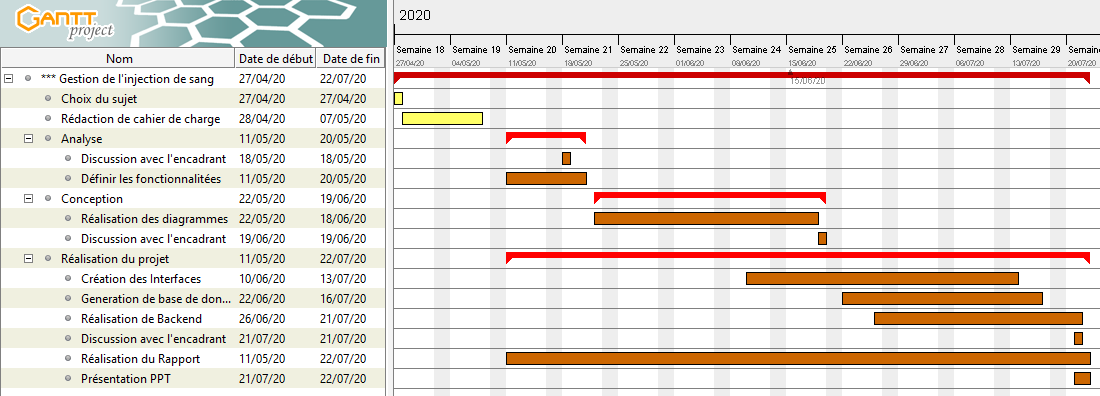 GANTT
project
2020
Semaine 18 Semaine 19 Semaine 20 Semaine 21 Semaine 22 Semaine 23 Semaine 24 Semaine 25 Semaine 26 Semaine 27 Semaine 28 Semaine 29 Semain
27/04/20 04/05/20 11/05/20 18/05/20 25/05/20 01/06/20 08/06/20 15/06/20 22/06/20 29/06/20 06/07/20 13/07/20 20/07/20
15/06/20
Nom Date de début Date de fin
*** Gestion de l'injection de sang 27/04/20 22/07/20
Choix du sujet 27/04/20 27/04/20
Rédaction de cahier de charge 28/04/20 07/05/20
Analyse 11/05/20 20/05/20
Discussion avec l'encadrant 18/05/20 18/05/20
Définir les fonctionnalitées 11/05/20 20/05/20
Conception 22/05/20 19/06/20
Réalisation des diagrammes 22/05/20 18/06/20
Discussion avec l'encadrant 19/06/20 19/06/20
Réalisation du projet 11/05/20 22/07/20
Création des Interfaces 10/06/20 13/07/20
Generation de base de don... 22/06/20 16/07/20
Réalisation de Backend 26/06/20 21/07/20
Discussion avec l'encadrant 21/07/20 21/07/20
Réalisation du Rapport 11/05/20 22/07/20
Présentation PPT 21/07/20 22/07/20